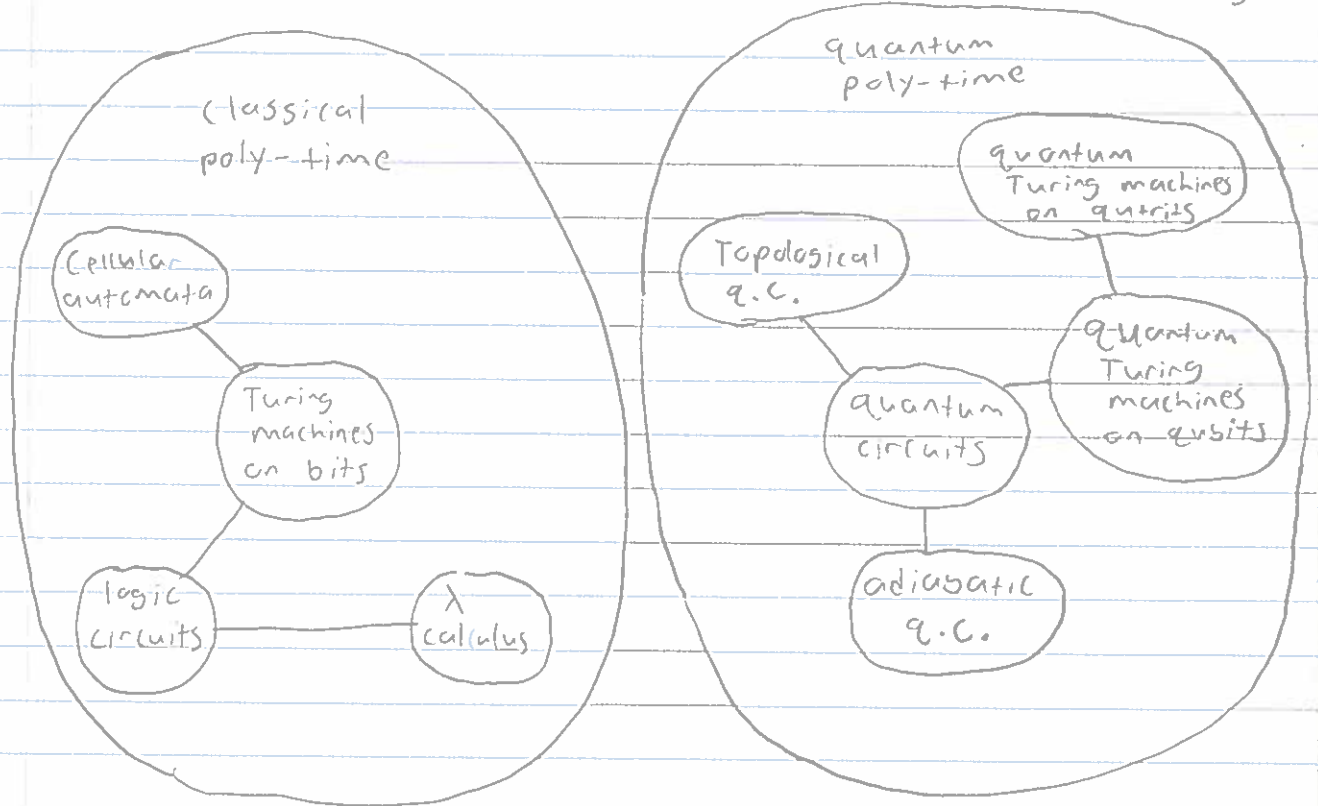 classical
poly-time
Cellular
automata
Turing
machines
on bits
logic
circuits
λ
calculus
quantum
poly-time
quantum
Turing machines
on qutrits
Topological
q.c.
quantum
Turing
machines
on qubits
quantum
circuits
adiabatic
q.c.